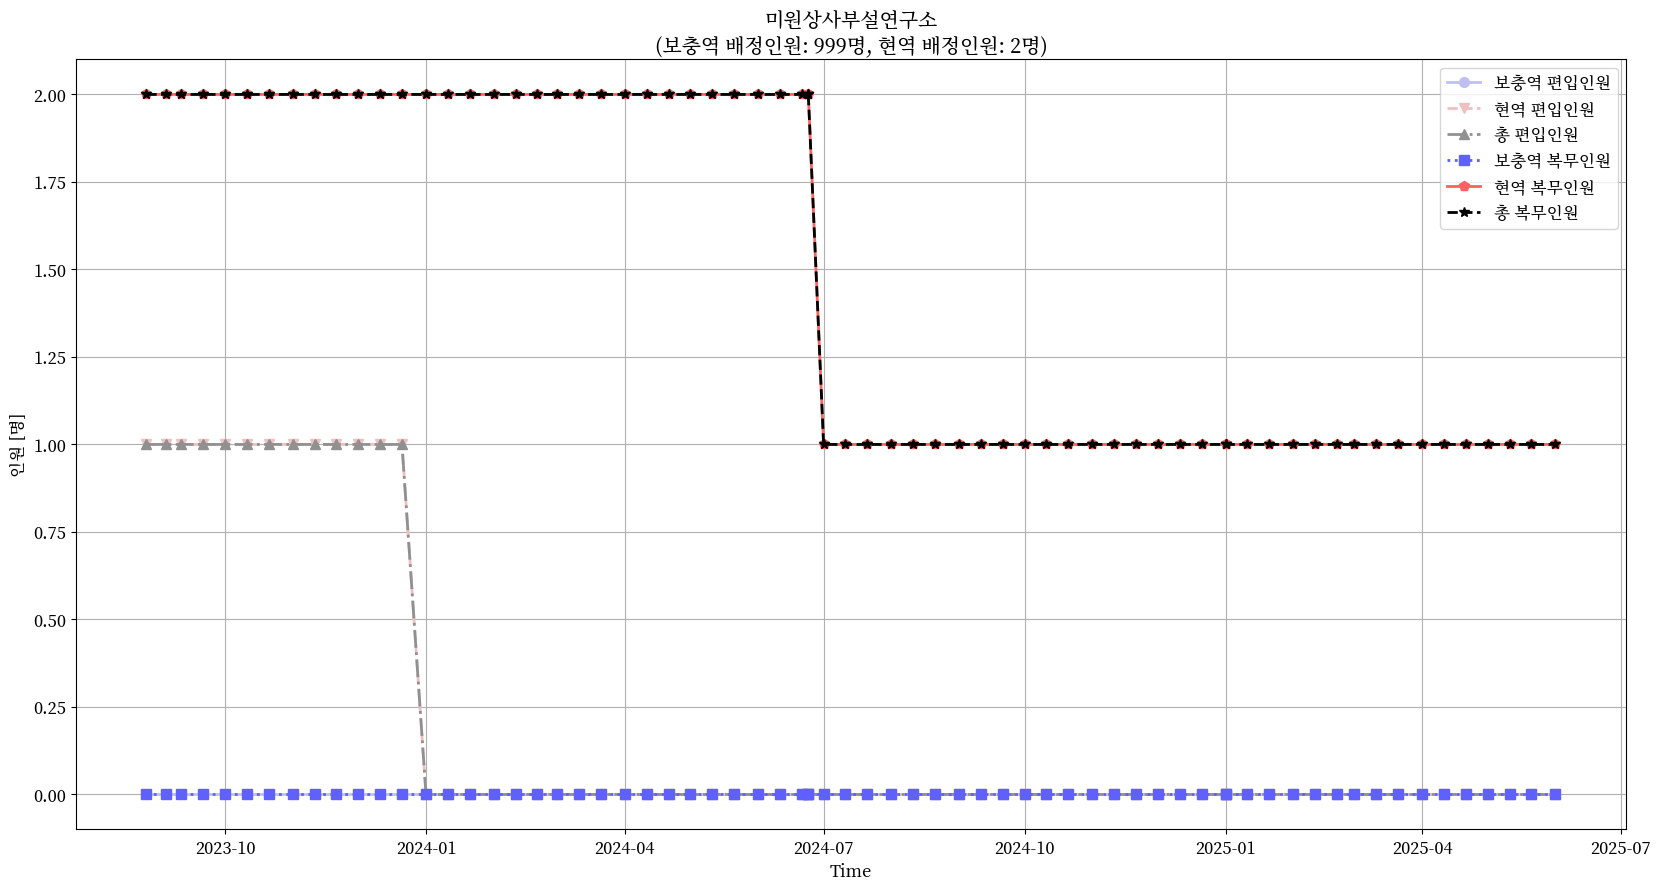 미원상사부설연구소
(보충역 배정인원: 999명, 현역 배정인원: 2명)
보충역 편입인원
현역 편입인원
총 편입인원
보충역 복무인원
현역 복무인원
총 복무인원
인원 [명]
2.00
1.75
1.50
1.25
1.00
0.75
0.50
0.25
0.00
2023-10
2024-01
2024-04
2024-07
2024-10
2025-01
2025-04
2025-07
Time